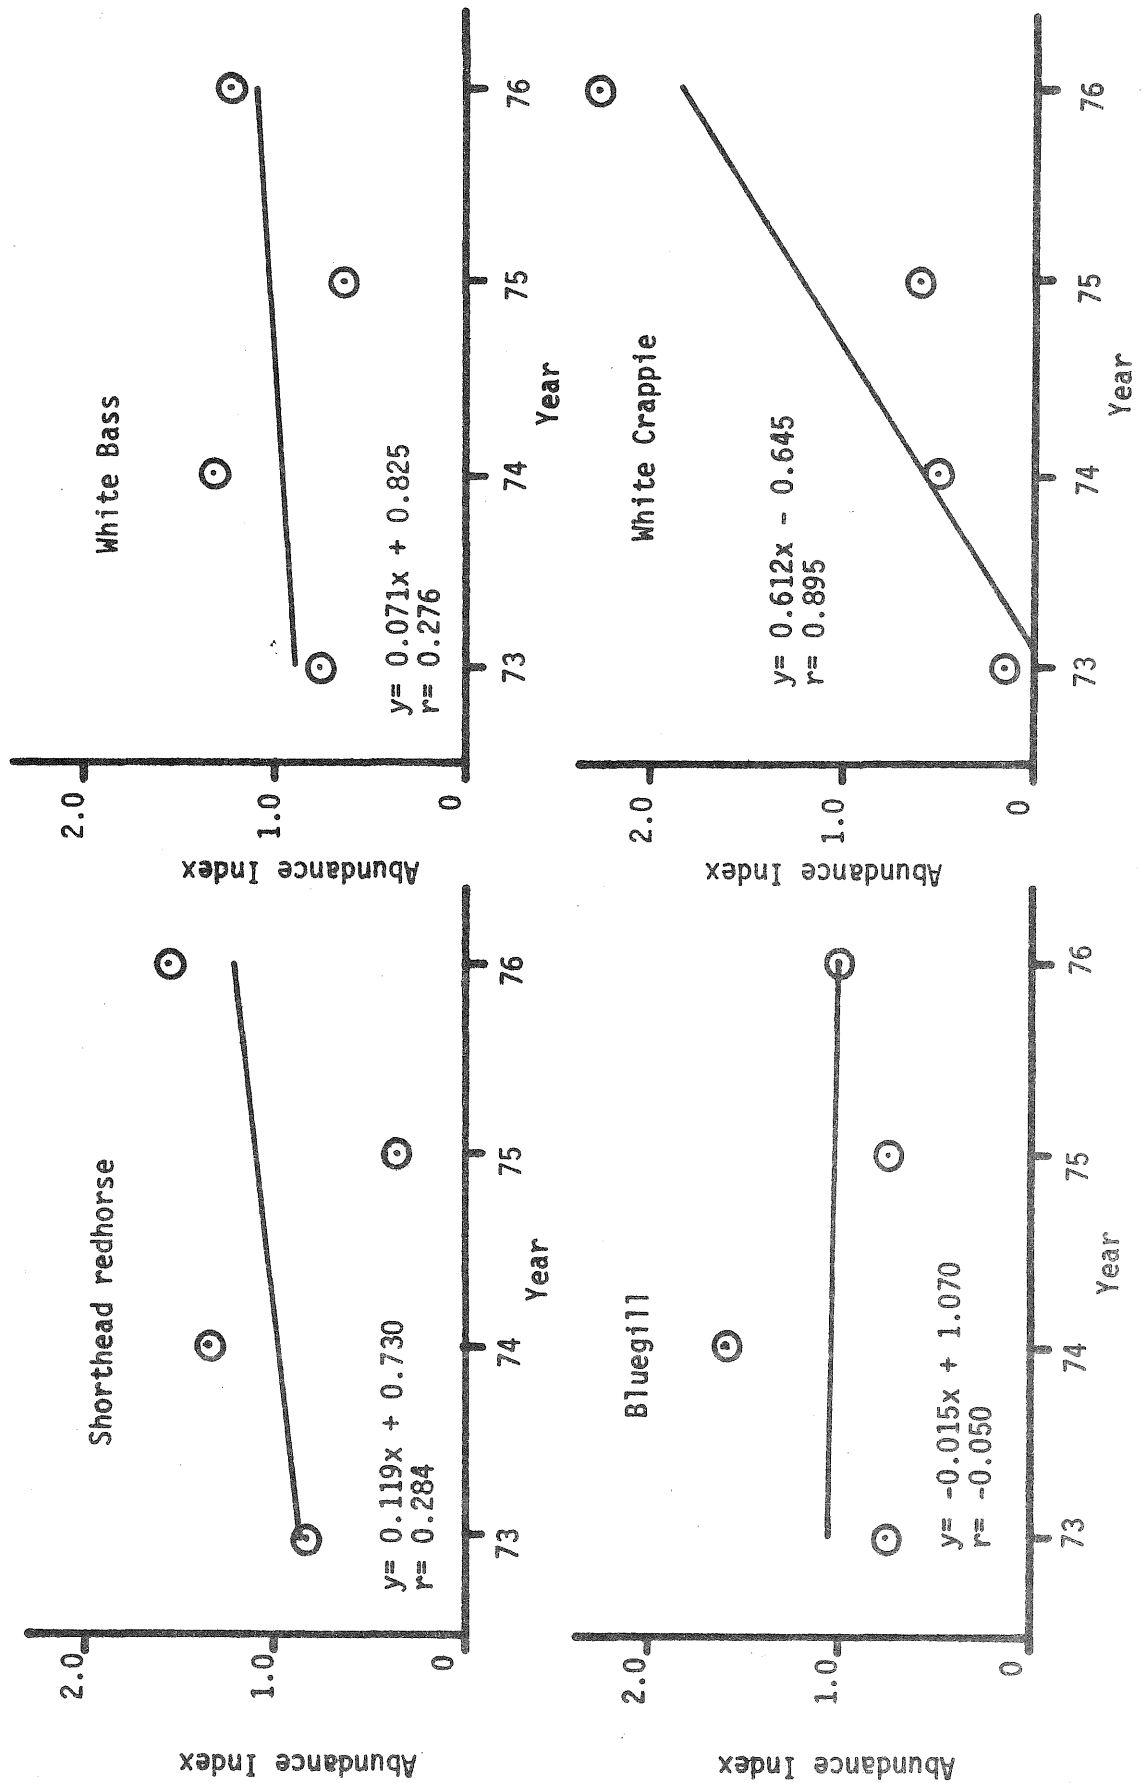 Shorthead redhorse
Abundance Index
2.0
1.0
0
y= 0.119x + 0.730
r= 0.284
73
74
75
76
Year
White Bass
Abundance Index
2.0
1.0
0
y= 0.071x + 0.825
r= 0.276
73
74
75
76
Year
Bluegill
Abundance Index
2.0
1.0
0
y= -0.015x + 1.070
r= -0.050
73
74
75
76
Year
White Crappie
Abundance Index
2.0
1.0
0
y= 0.612x - 0.645
r= 0.895
73
74
75
76
Year